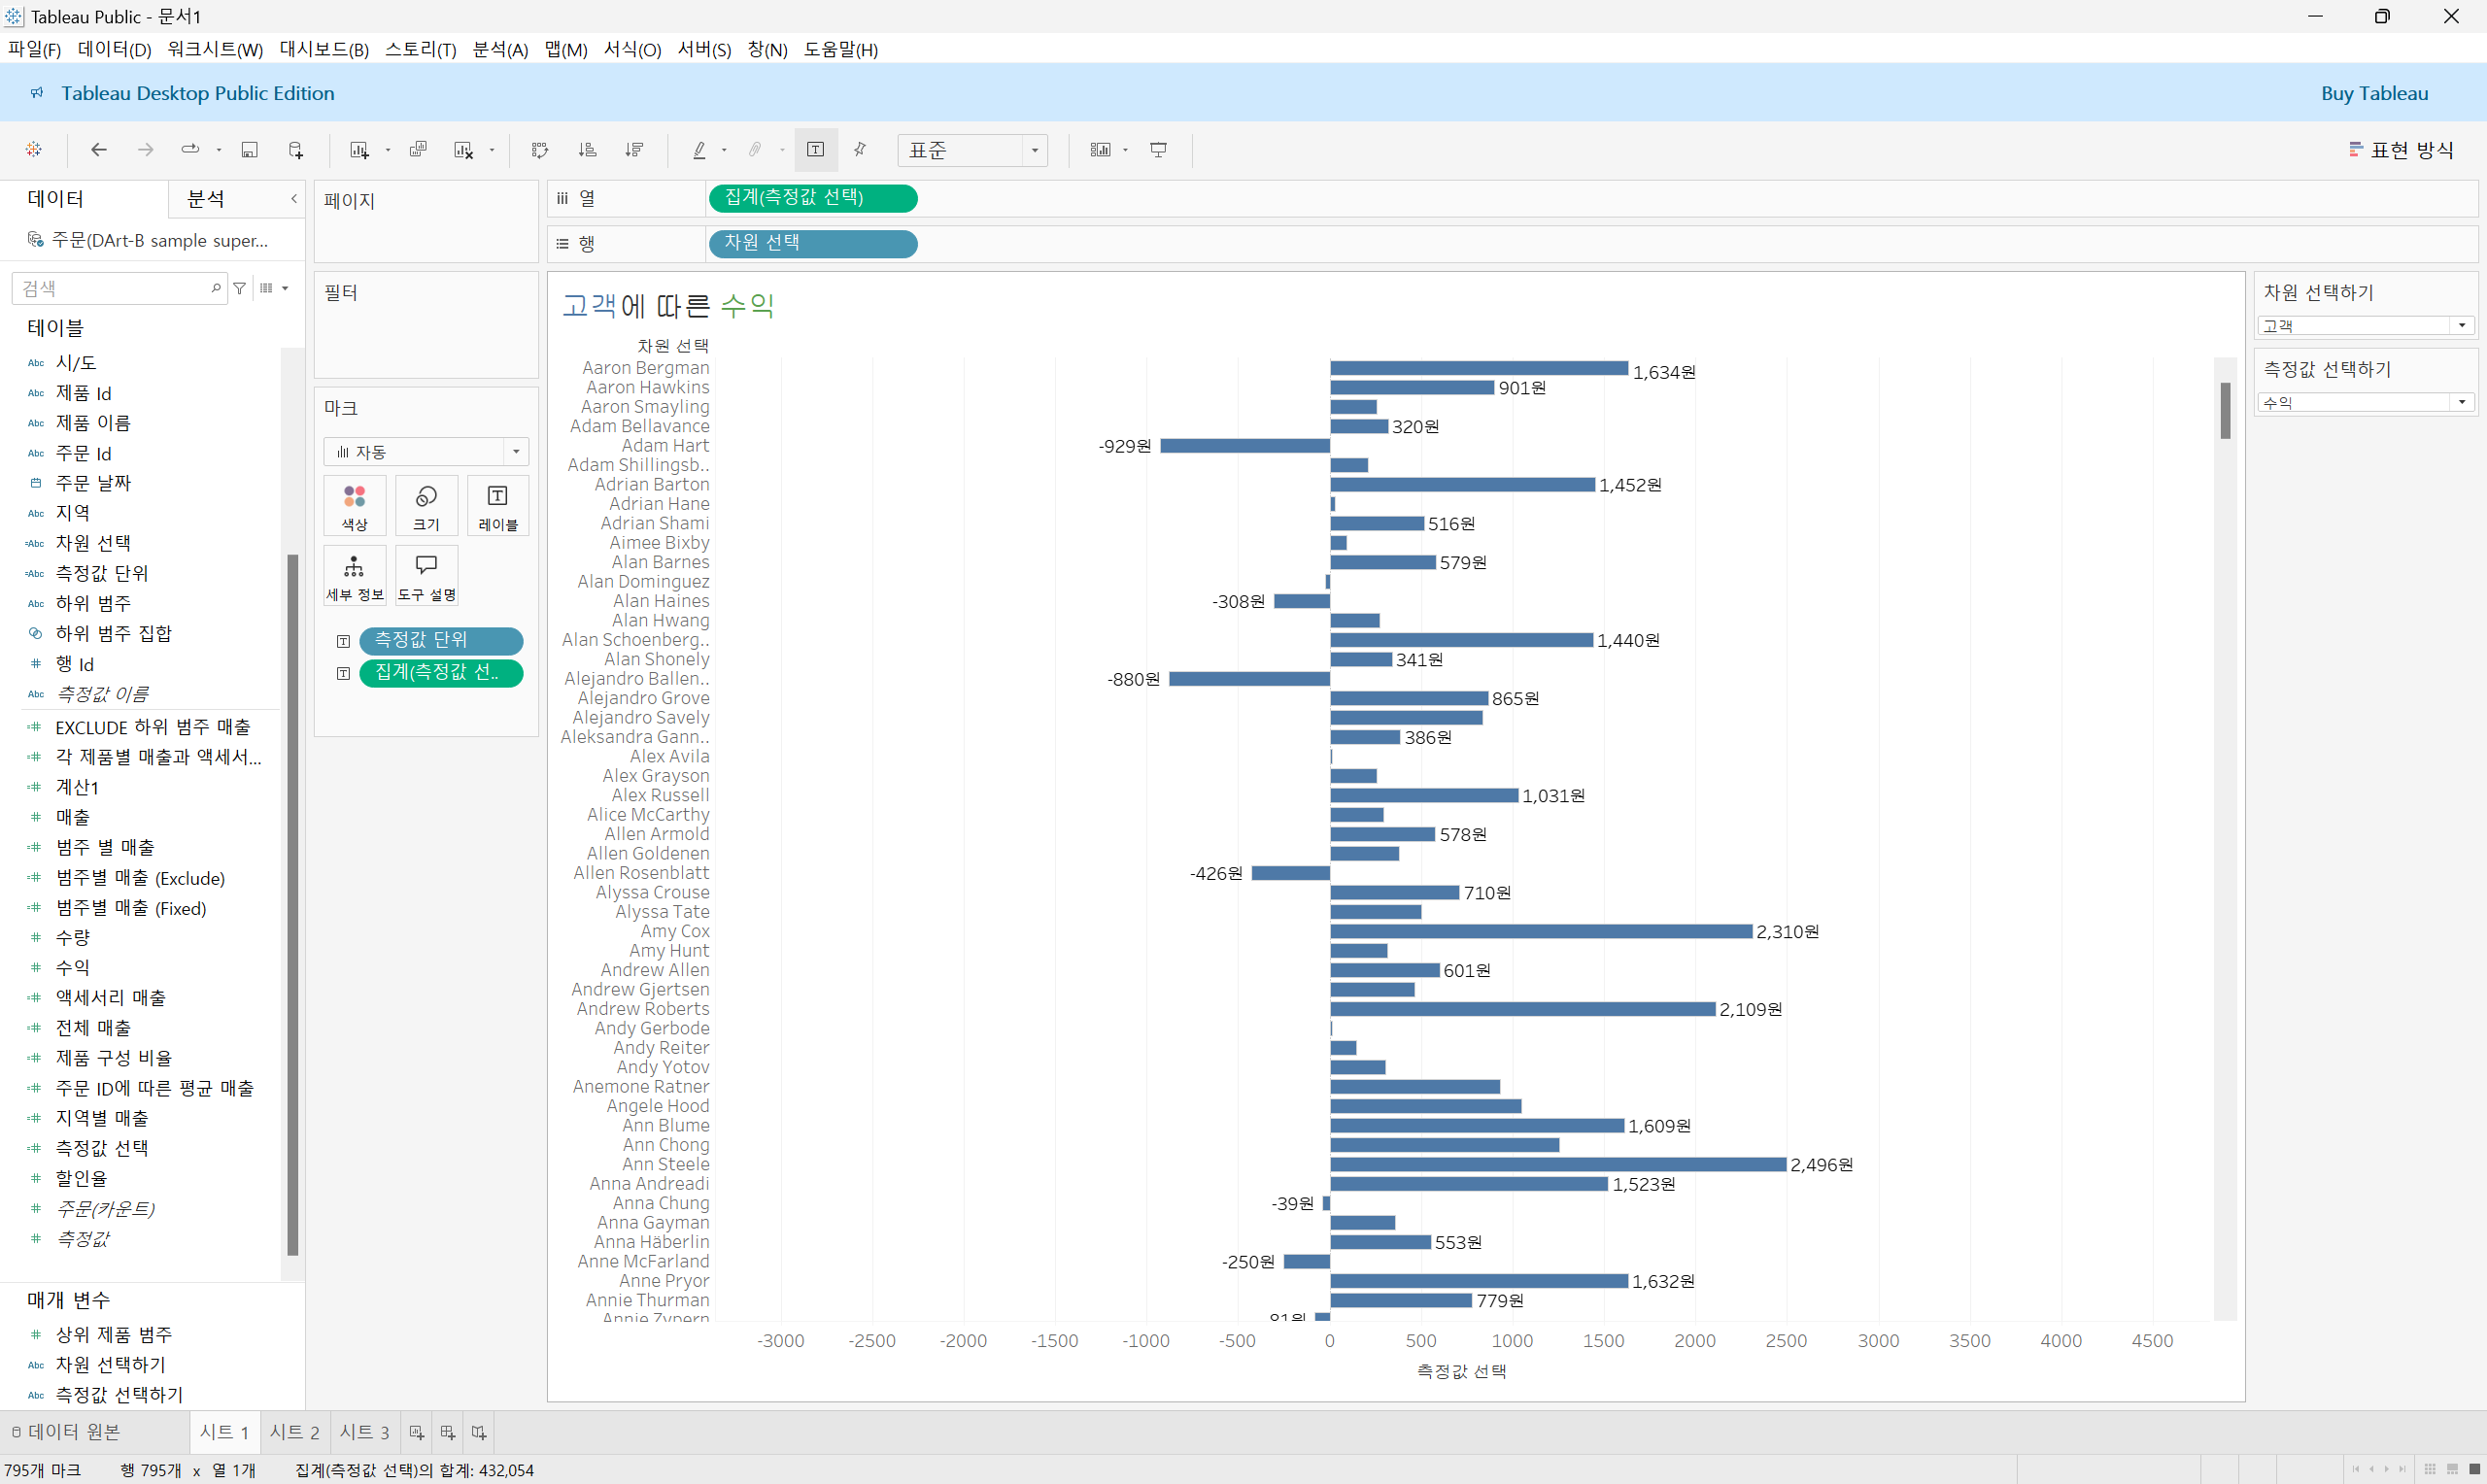 Tableau Public - 문서1
파일(F) 데이터(D) 워크시트(W) 대시보드(B) 스토리(T) 분석(A) 맵(M) 서식(O) 서버(S) 창(N) 도움말(H)
Tableau Desktop Public Edition
Buy Tableau
표준
표현 방식
데이터 분석
주문(DArt-B sample super...
검색
테이블
Abc 시/도
Abc 제품 Id
Abc 제품 이름
Abc 주문 Id
주문 날짜
Abc 지역
=Abc 차원 선택
=Abc 측정값 단위
Abc 하위 범주
하위 범주 집합
# 행 Id
Abc 측정값 이름
=# EXCLUDE 하위 범주 매출
=# 각 제품별 매출과 액세서...
=# 계산1
# 매출
=# 범주 별 매출
=# 범주별 매출 (Exclude)
=# 범주별 매출 (Fixed)
# 수량
# 수익
=# 액세서리 매출
=# 전체 매출
=# 제품 구성 비율
=# 주문 ID에 따른 평균 매출
=# 지역별 매출
=# 측정값 선택
# 할인율
# 주문(카운트)
# 측정값
매개 변수
# 상위 제품 범주
Abc 차원 선택하기
Abc 측정값 선택하기
페이지
필터
마크
자동
색상 크기 레이블
세부 정보 도구 설명
측정값 단위
집계(측정값 선..
열 집계(측정값 선택)
행 차원 선택
고객에 따른 수익
차원 선택
Aaron Bergman 1,634원
Aaron Hawkins 901원
Aaron Smayling
Adam Bellavance 320원
Adam Hart -929원
Adam Shillingsb..
Adrian Barton 1,452원
Adrian Hane
Adrian Shami 516원
Aimee Bixby
Alan Barnes 579원
Alan Dominguez
Alan Haines -308원
Alan Hwang
Alan Schoenberg.. 1,440원
Alan Shonely 341원
Alejandro Ballen.. -880원
Alejandro Grove 865원
Alejandro Savely
Aleksandra Gann.. 386원
Alex Avila
Alex Grayson
Alex Russell 1,031원
Alice McCarthy
Allen Armold 578원
Allen Goldenen
Allen Rosenblatt -426원
Alyssa Crouse 710원
Alyssa Tate
Amy Cox 2,310원
Amy Hunt
Andrew Allen 601원
Andrew Gjertsen
Andrew Roberts 2,109원
Andy Gerbode
Andy Reiter
Andy Yotov
Anemone Ratner
Angele Hood
Ann Blume 1,609원
Ann Chong
Ann Steele 2,496원
Anna Andreadi 1,523원
Anna Chung -39원
Anna Gayman
Anna Häberlin 553원
Anne McFarland -250원
Anne Pryor 1,632원
Annie Thurman 779원
Annie Zypern
-3000 -2500 -2000 -1500 -1000 -500 0 500 1000 1500 2000 2500 3000 3500 4000 4500
측정값 선택
차원 선택하기
고객
측정값 선택하기
수익
데이터 원본 시트 1 시트 2 시트 3
795개 마크 행 795개 x 열 1개 집계(측정값 선택)의 합계: 432,054